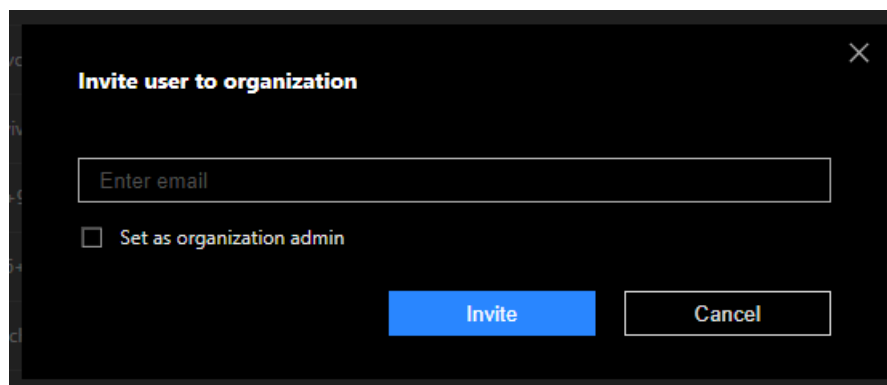 Invite user to organization
Enter email
Set as organization admin
Invite Cancel